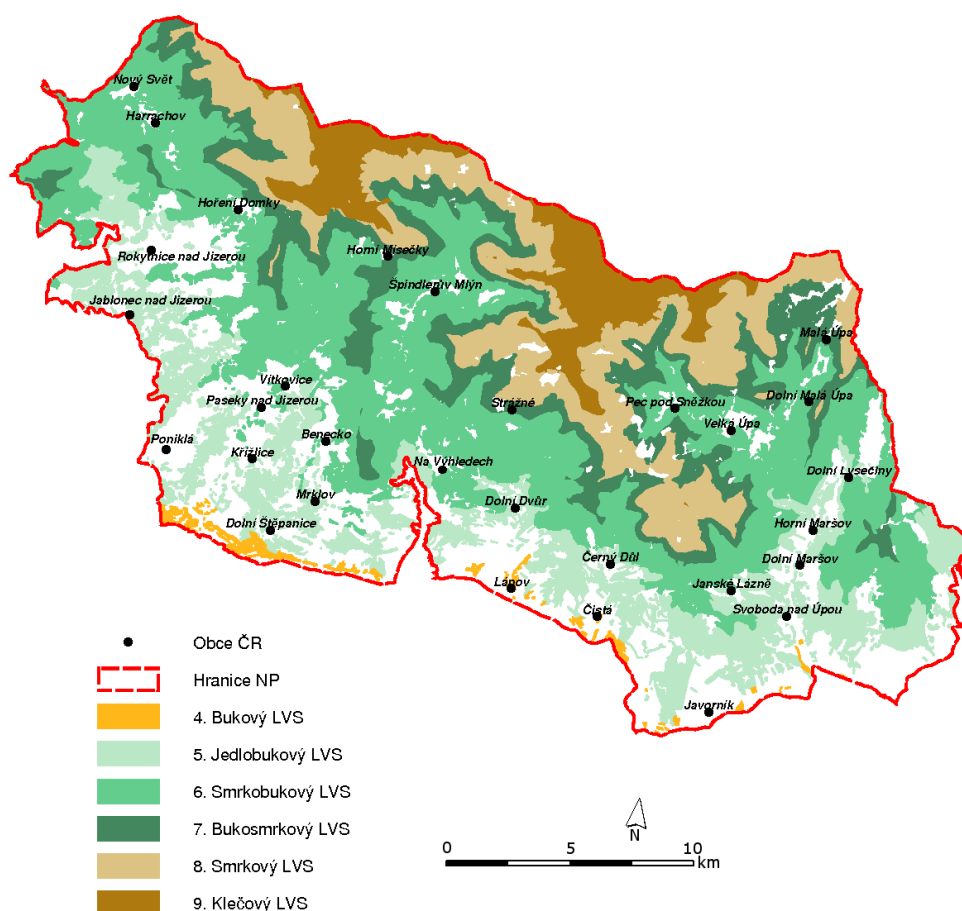 Nový Svět
Harrachov
Hoření Domky
Rokytnice nad Jizerou
Horní Mísečky
Špindlerův Mlýn
Jablonec nad Jizerou
Malá Úpa
Vítkovice
Paseky nad Jizerou
Strážné
Pec pod Sněžkou
Dolní Malá Úpa
Velká Úpa
Poniklá
Benecko
Křížlice
Na Výhledech
Dolní Lysečiny
Mrklov
Dolní Dvůr
Dolní Štěpanice
Horní Maršov
Černý Důl
Dolní Maršov
Lánov
Janské Lázně
Čistá
Svoboda nad Úpou
Javorník
Obce ČR
Hranice NP
4. Bukový LVS
5. Jedlobukový LVS
6. Smrkobukový LVS
7. Bukosmrkový LVS
8. Smrkový LVS
9. Klečový LVS
N
0 5 10
km